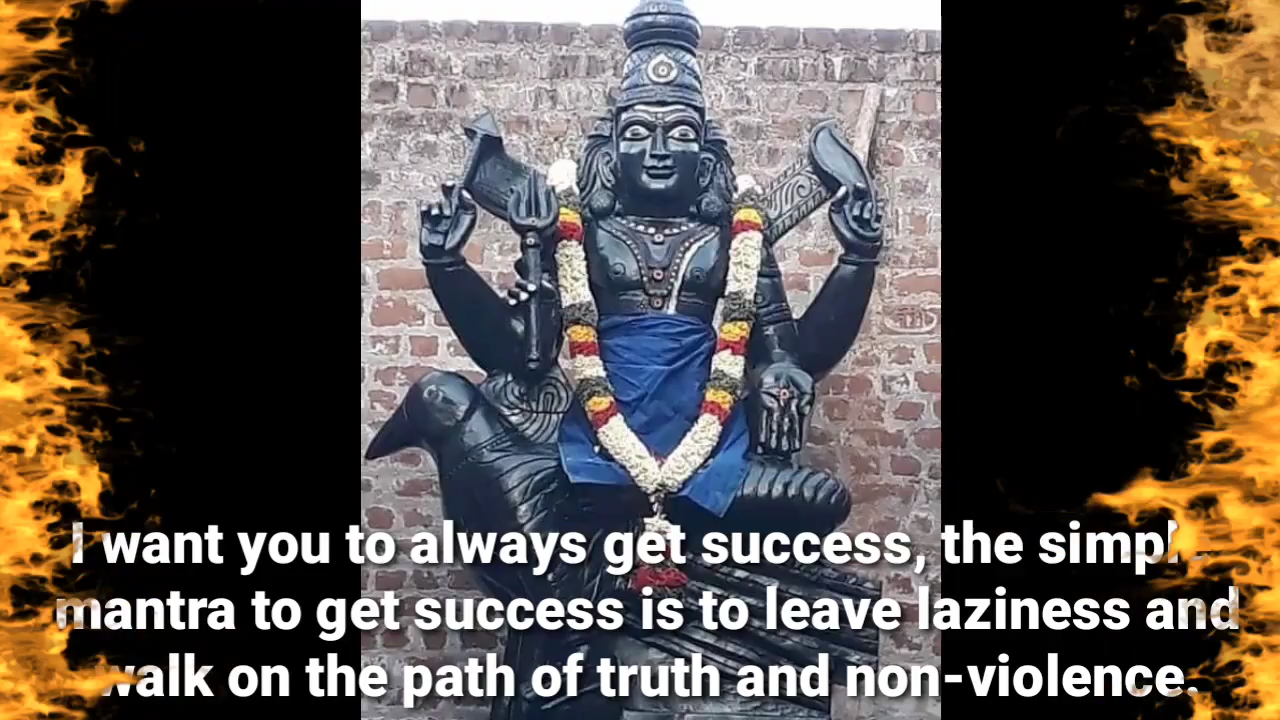 I want you to always get success, the simple
mantra to get success is to leave laziness and
walk on the path of truth and non-violence.